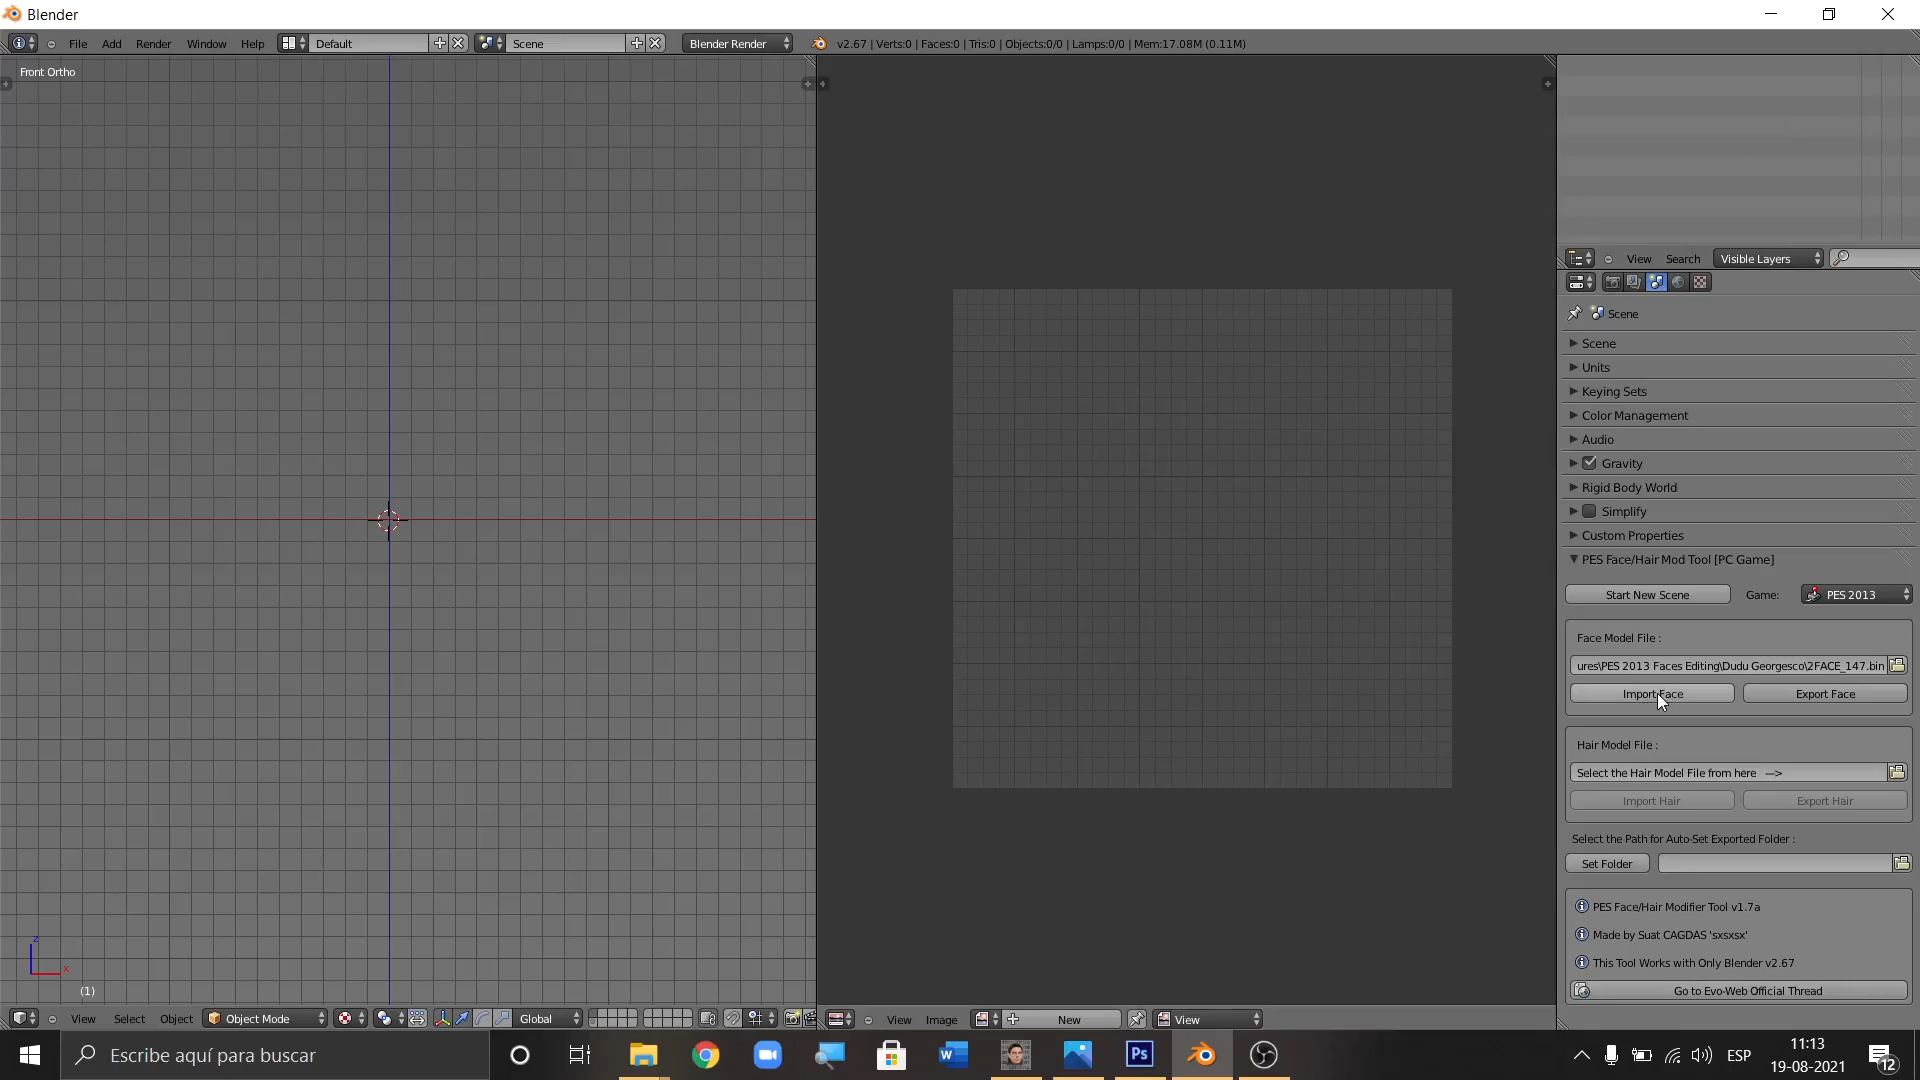 Blender
File Add Render Window Help Default Scene Blender Render v2.67 | Verts:0 | Faces:0 | Tris:0 | Objects:0/0 | Lamps:0/0 | Mem:17.08M (0.11M)
Front Ortho
View Search Visible Layers
Scene
Scene
Units
Keying Sets
Color Management
Audio
Gravity
Rigid Body World
Simplify
Custom Properties
PES Face/Hair Mod Tool [PC Game]
Start New Scene Game: PES 2013
Face Model File :
ures\PES 2013 Faces Editing\Dudu Georgesco\2FACE_147.bin
Import Face Export Face
Hair Model File :
Select the Hair Model File from here --->
Import Hair Export Hair
Select the Path for Auto-Set Exported Folder :
Set Folder
PES Face/Hair Modifier Tool v1.7a
Made by Suat CAGDAS 'sxsxsx'
This Tool Works with Only Blender v2.67
Go to Evo-Web Official Thread
z
x
(1)
View Select Object Object Mode Global View Image New View
Escribe aquí para buscar
W
Ps
ESP
11:13
19-08-2021
12